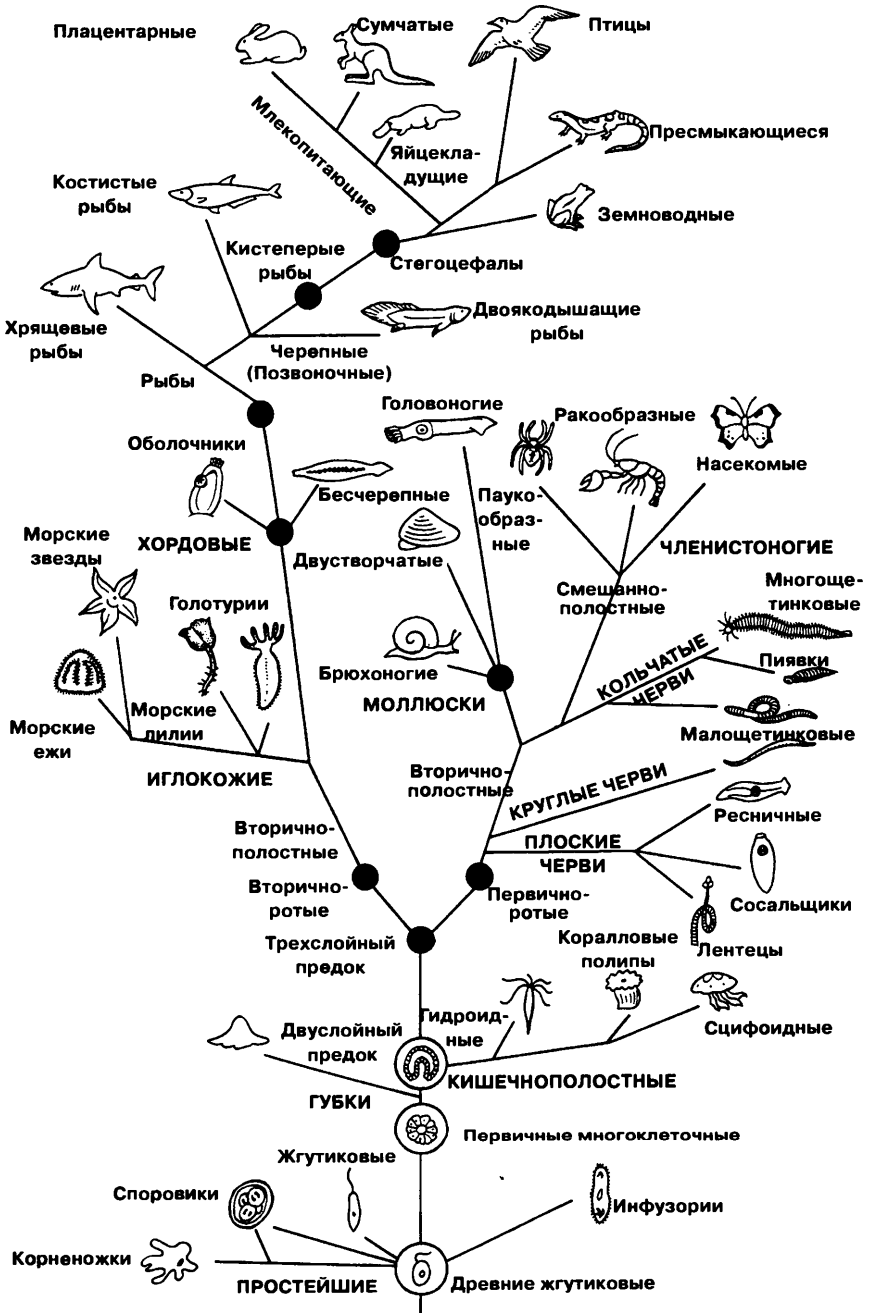 Плацентарные
Сумчатые
Птицы
Млекопитающие
Яйцекла-
дущие
Пресмыкающиеся
Костистые
рыбы
Земноводные
Кистеперые
рыбы
Стегоцефалы
Хрящевые
рыбы
Двоякодышащие
рыбы
Черепные
(Позвоночные)
Рыбы
Головоногие
Ракообразные
Оболочники
Насекомые
Бесчерепные
Пауко-
образ-
ные
Морские
звезды
ХОРДОВЫЕ
Двустворчатые
ЧЛЕНИСТОНОГИЕ
Смешанно-
полостные
Многоще-
тинковые
Голотурии
Пиявки
КОЛЬЧАТЫЕ
ЧЕРВИ
Брюхоногие
МОЛЛЮСКИ
Морские
ежи
Морские
лилии
Малощетинковые
ИГЛОКОЖИЕ
Вторично-
полостные
КРУГЛЫЕ ЧЕРВИ
Ресничные
Вторично-
полостные
ПЛОСКИЕ
ЧЕРВИ
Вторично-
ротые
Первично-
ротые
Сосальщики
Трехслойный
предок
Коралловые
полипы
Лентецы
Двуслойный
предок
Гидроид-
ные
Сцифоидные
КИШЕЧНОПОЛОСТНЫЕ
ГУБКИ
Первичные многоклеточные
Жгутиковые
Споровики
Инфузории
Корненожки
ПРОСТЕЙШИЕ
Древние жгутиковые